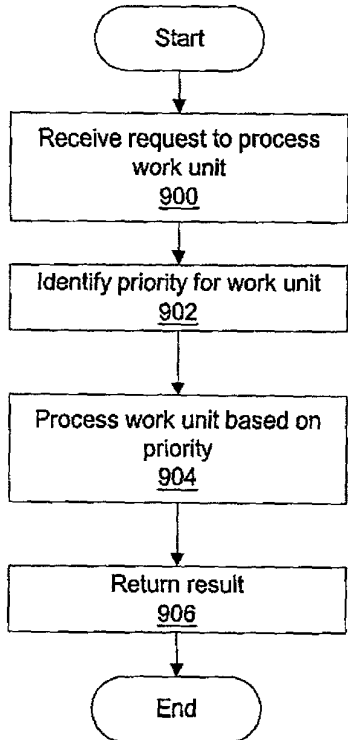 Start
Receive request to process
work unit
900
Identify priority for work unit
902
Process work unit based on
priority
904
Return result
906
End